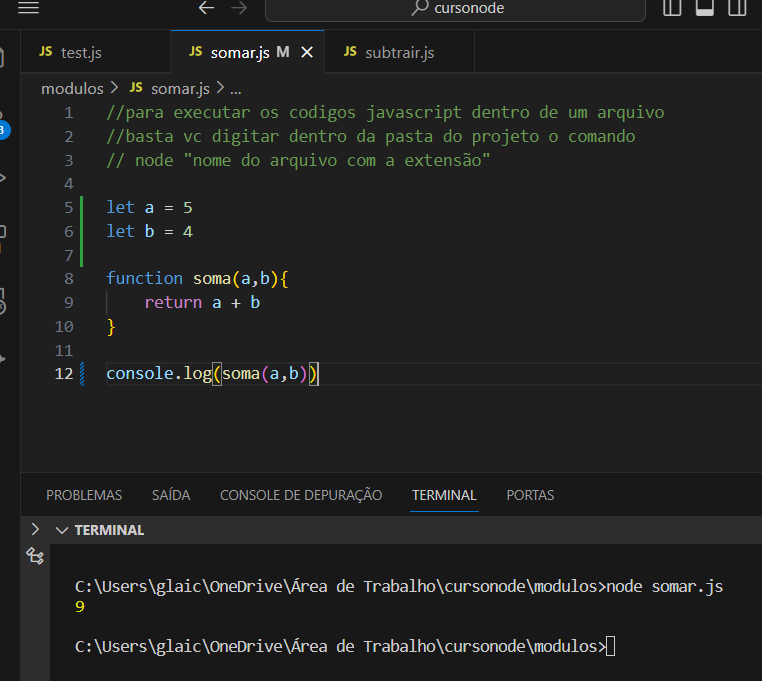 cursonode
JS test.js
JS somar.js M
JS subtrair.js
modulos > JS somar.js > ...
1 //para executar os codigos javascript dentro de um arquivo
2 //basta vc digitar dentro da pasta do projeto o comando
3 // node "nome do arquivo com a extensão"
4
5 let a = 5
6 let b = 4
7
8 function soma(a,b){
9     return a + b
10 }
11
12 console.log(soma(a,b))
PROBLEMAS SAÍDA CONSOLE DE DEPURAÇÃO TERMINAL PORTAS
TERMINAL
C:\Users\glaic\OneDrive\Área de Trabalho\cursonode\modulos>node somar.js
9
C:\Users\glaic\OneDrive\Área de Trabalho\cursonode\modulos>